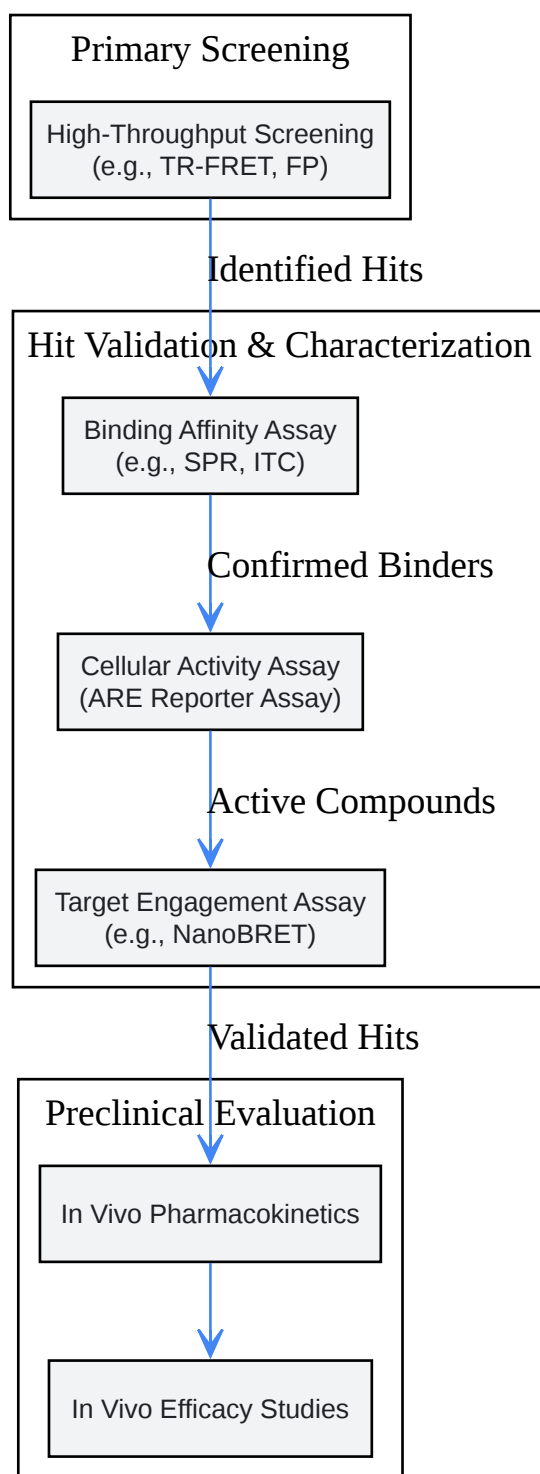 Primary Screening
High-Throughput Screening
(e.g., TR-FRET, FP)
Identified Hits
Hit Validation & Characterization
Binding Affinity Assay
(e.g., SPR, ITC)
Confirmed Binders
Cellular Activity Assay
(ARE Reporter Assay)
Active Compounds
Target Engagement Assay
(e.g., NanoBRET)
Validated Hits
Preclinical Evaluation
In Vivo Pharmacokinetics
In Vivo Efficacy Studies